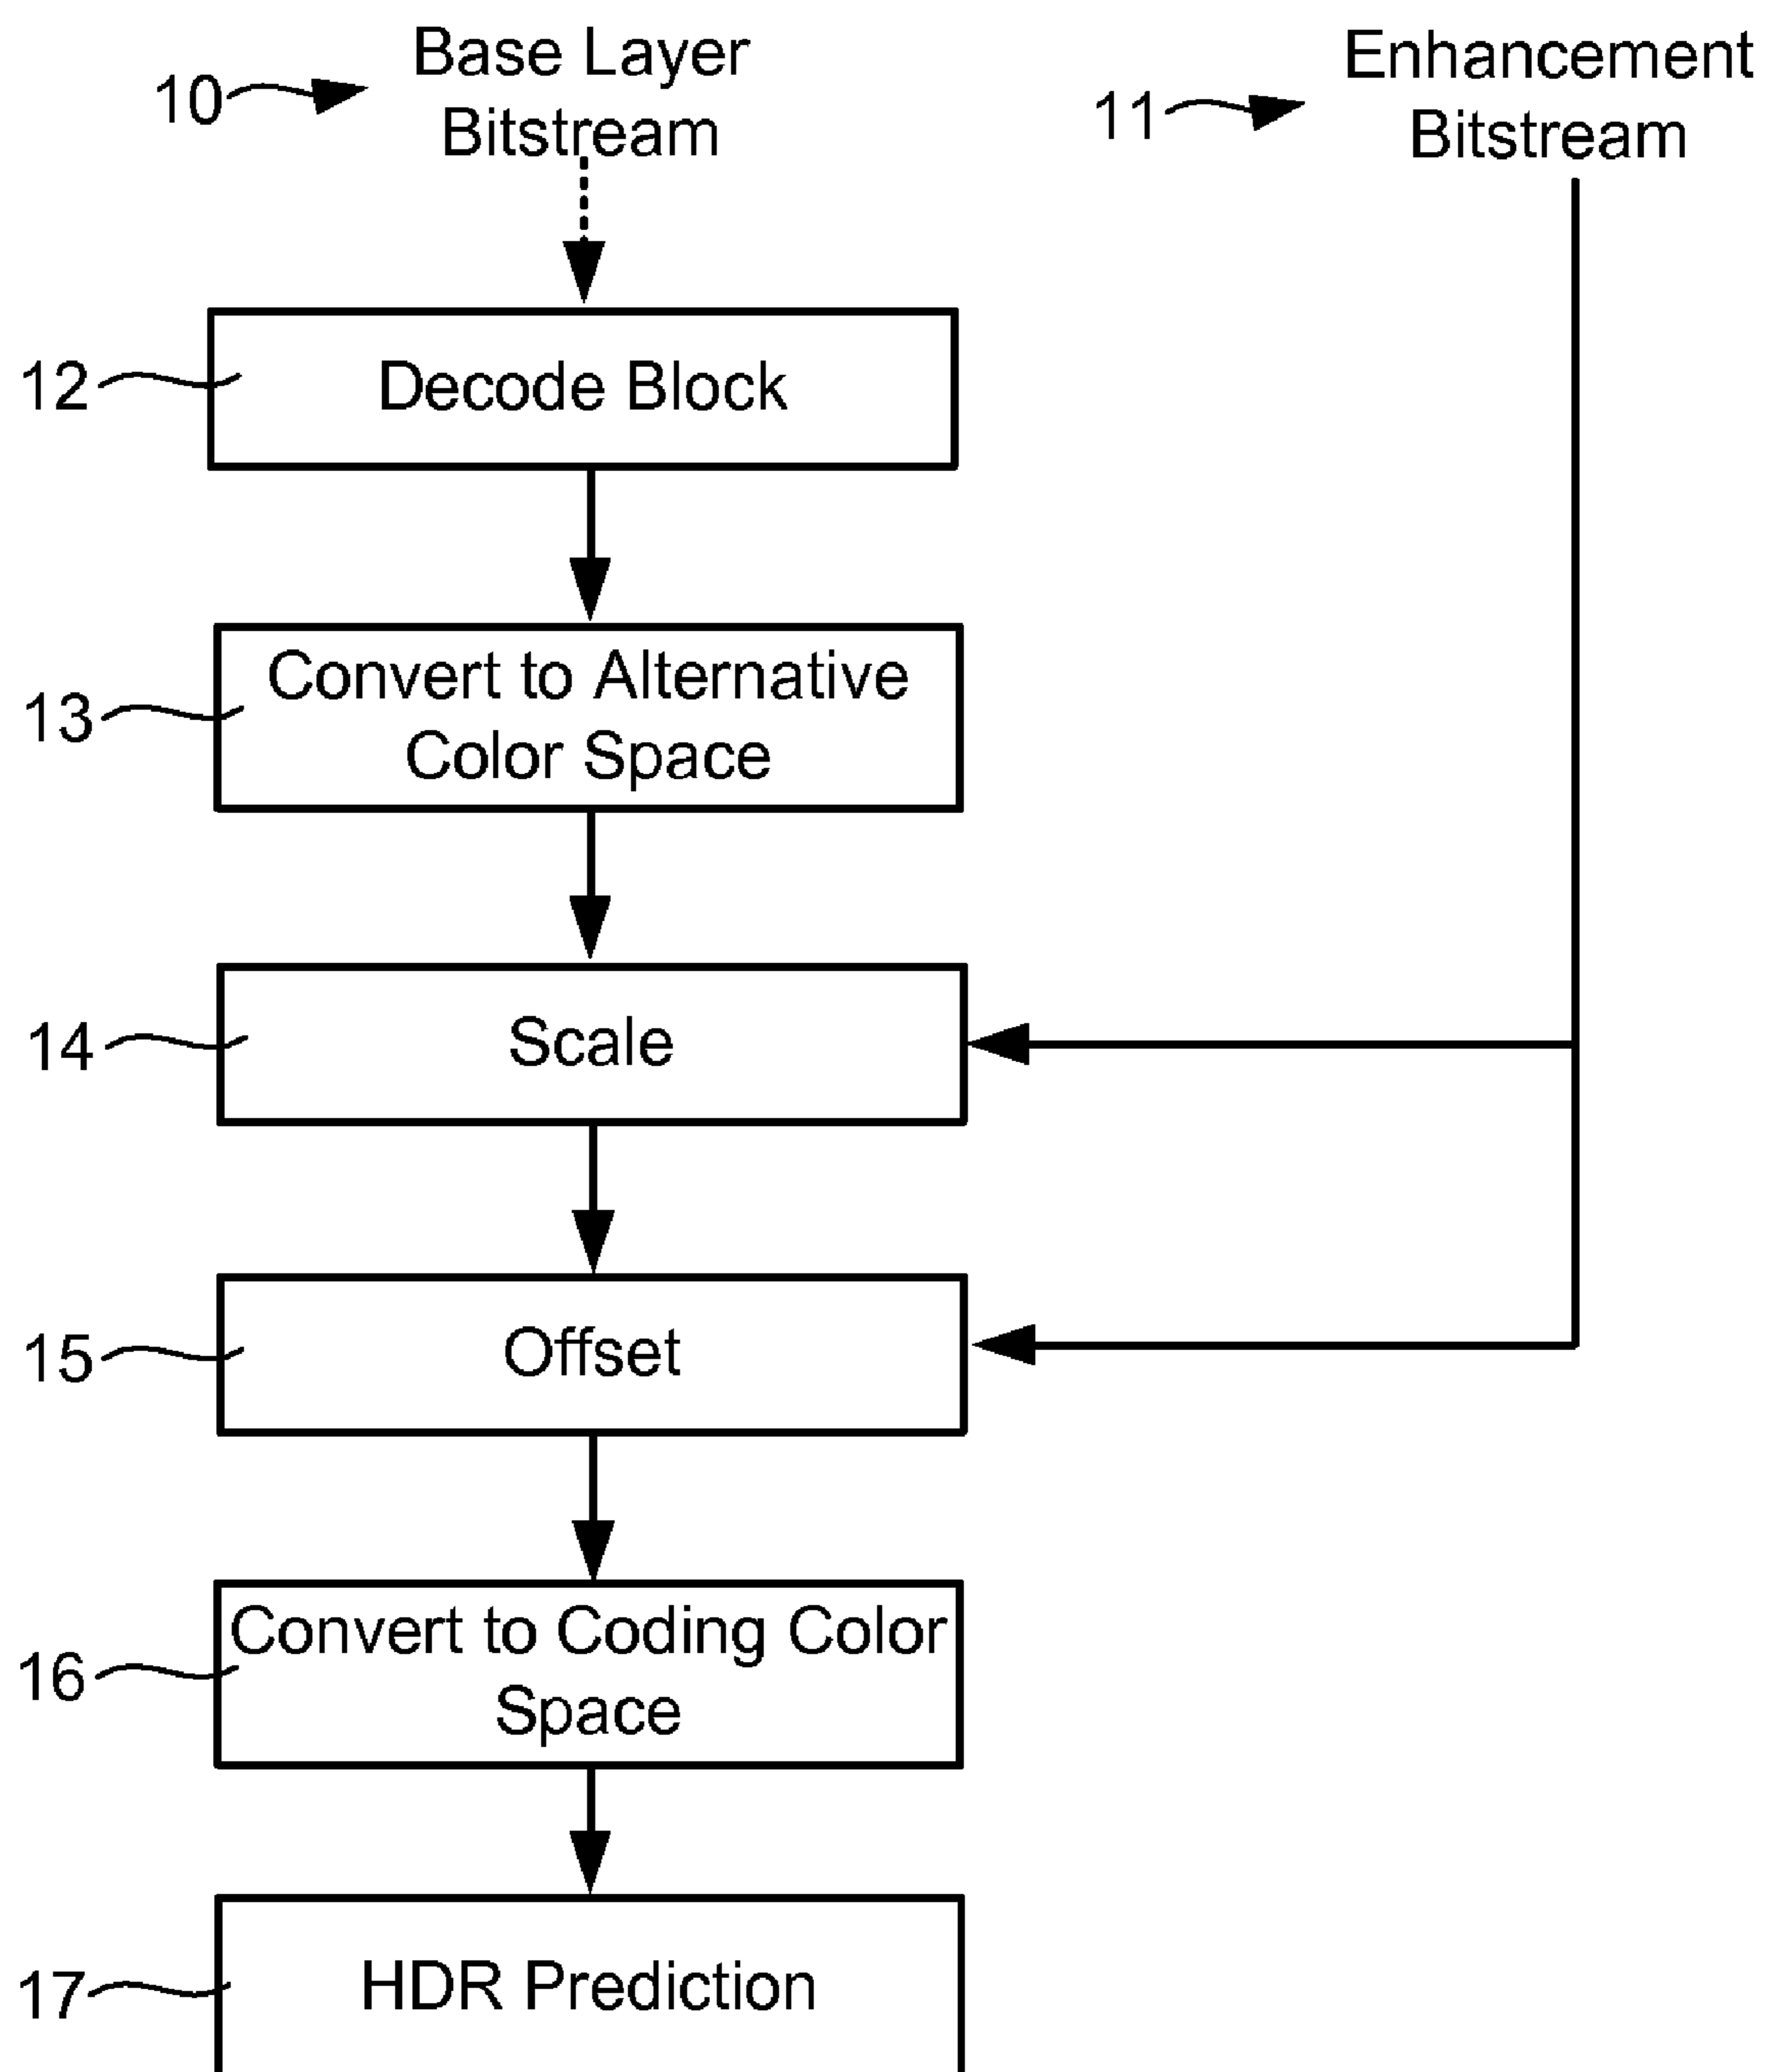 10
Base Layer
Bitstream
11
Enhancement
Bitstream
12
Decode Block
13
Convert to Alternative
Color Space
14
Scale
15
Offset
16
Convert to Coding Color
Space
17
HDR Prediction